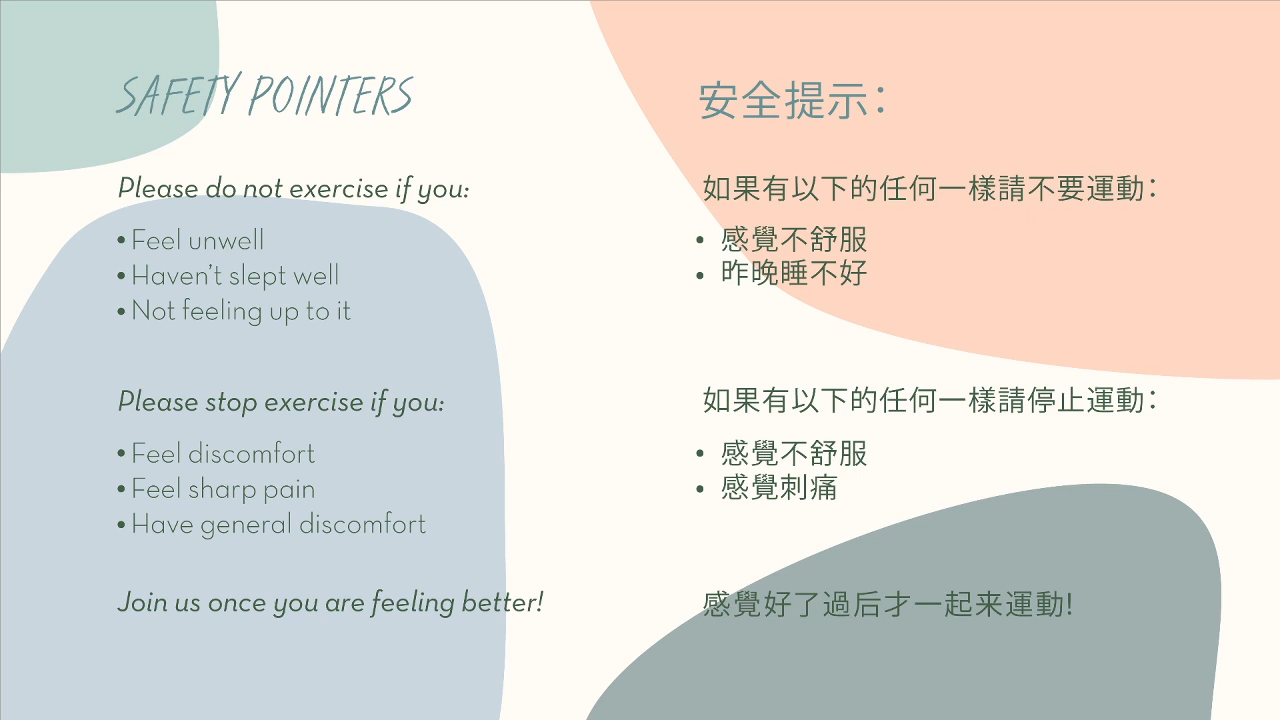 SAFETY POINTERS
Please do not exercise if you:
• Feel unwell
• Haven't slept well
• Not feeling up to it
Please stop exercise if you:
• Feel discomfort
• Feel sharp pain
• Have general discomfort
Join us once you are feeling better!
安全提示：
如果有以下的任何一樣請不要運動：
• 感覺不舒服
• 昨晚睡不好
如果有以下的任何一樣請停止運動：
• 感覺不舒服
• 感覺刺痛
感覺好了過后才一起来運動!